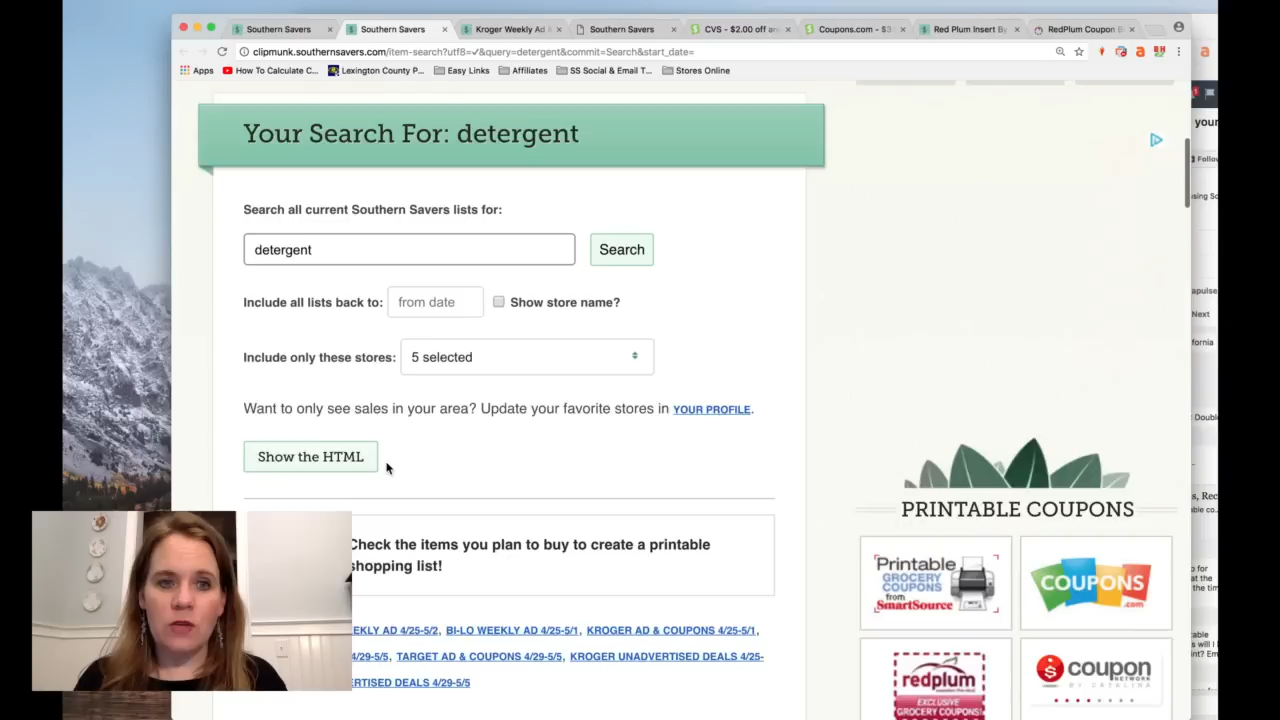 Southern Savers
Southern Savers
Kroger Weekly Ad &
Southern Savers
CVS - $2.00 off an
Coupons.com - $3
Red Plum Insert
RedPlum Coupon
clipmunk.southernsavers.com/item-search?utf8=✓&query=detergent&commit=Search&start_date=
Apps
How To Calculate C...
Lexington County P...
Easy Links
Affiliates
SS Social & Email T...
Stores Online
Your Search For: detergent
Search all current Southern Savers lists for:
detergent
Search
Include all lists back to:
from date
Show store name?
Include only these stores:
5 selected
Want to only see sales in your area? Update your favorite stores in YOUR PROFILE.
Show the HTML
Check the items you plan to buy to create a printable
shopping list!
EKLY AD 4/25-5/2, BI-LO WEEKLY AD 4/25-5/1, KROGER AD & COUPONS 4/25-5/1,
4/29-5/5, TARGET AD & COUPONS 4/29-5/5, KROGER UNADVERTISED DEALS 4/25-
ERTISED DEALS 4/29-5/5
PRINTABLE COUPONS
Printable
GROCERY
COUPONS
from
SmartSource
COUPONS
.com
redplum
EXCLUSIVE
GROCERY COUPONS!
coupon
NETWORK
BY CATALINA
your
Follow
Next
Double